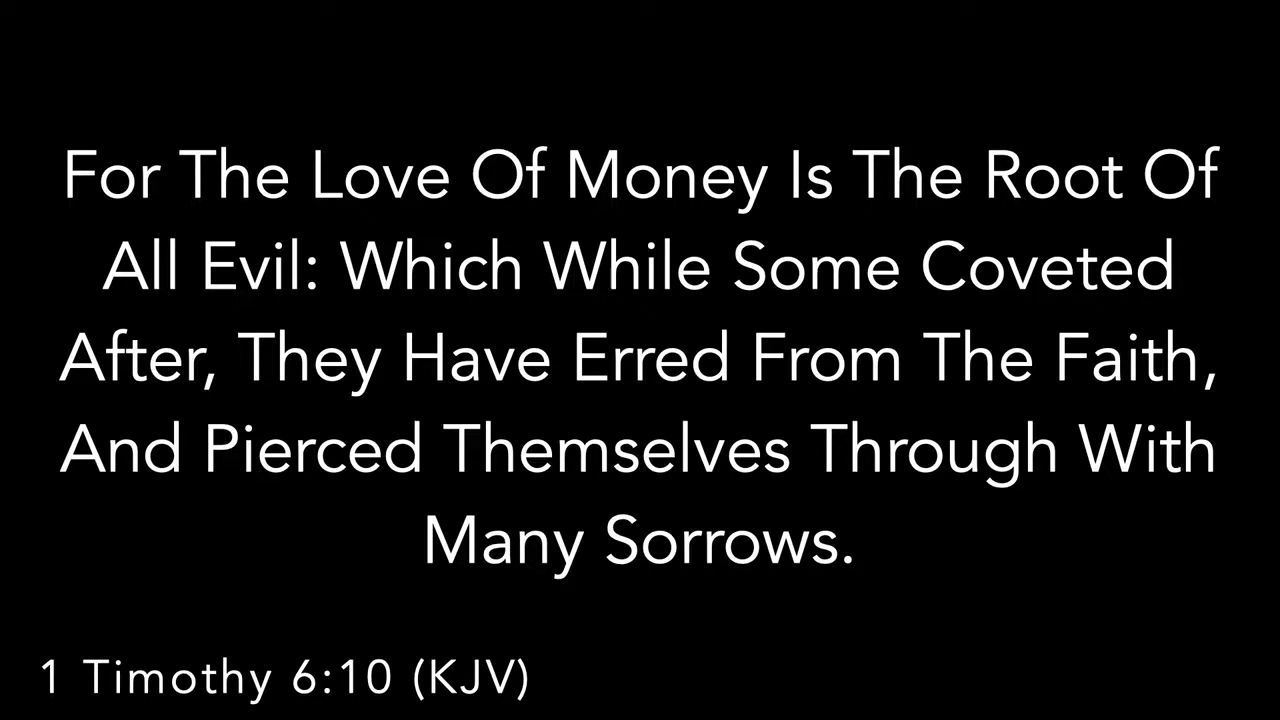 For The Love Of Money Is The Root Of
All Evil: Which While Some Coveted
After, They Have Erred From The Faith,
And Pierced Themselves Through With
Many Sorrows.
1 Timothy 6:10 (KJV)